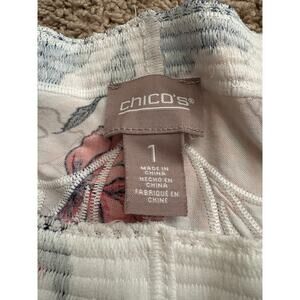 chico's®
1
MADE IN
CHINA
HECHO EN
CHINA
FABRIQUÉ EN
CHINE